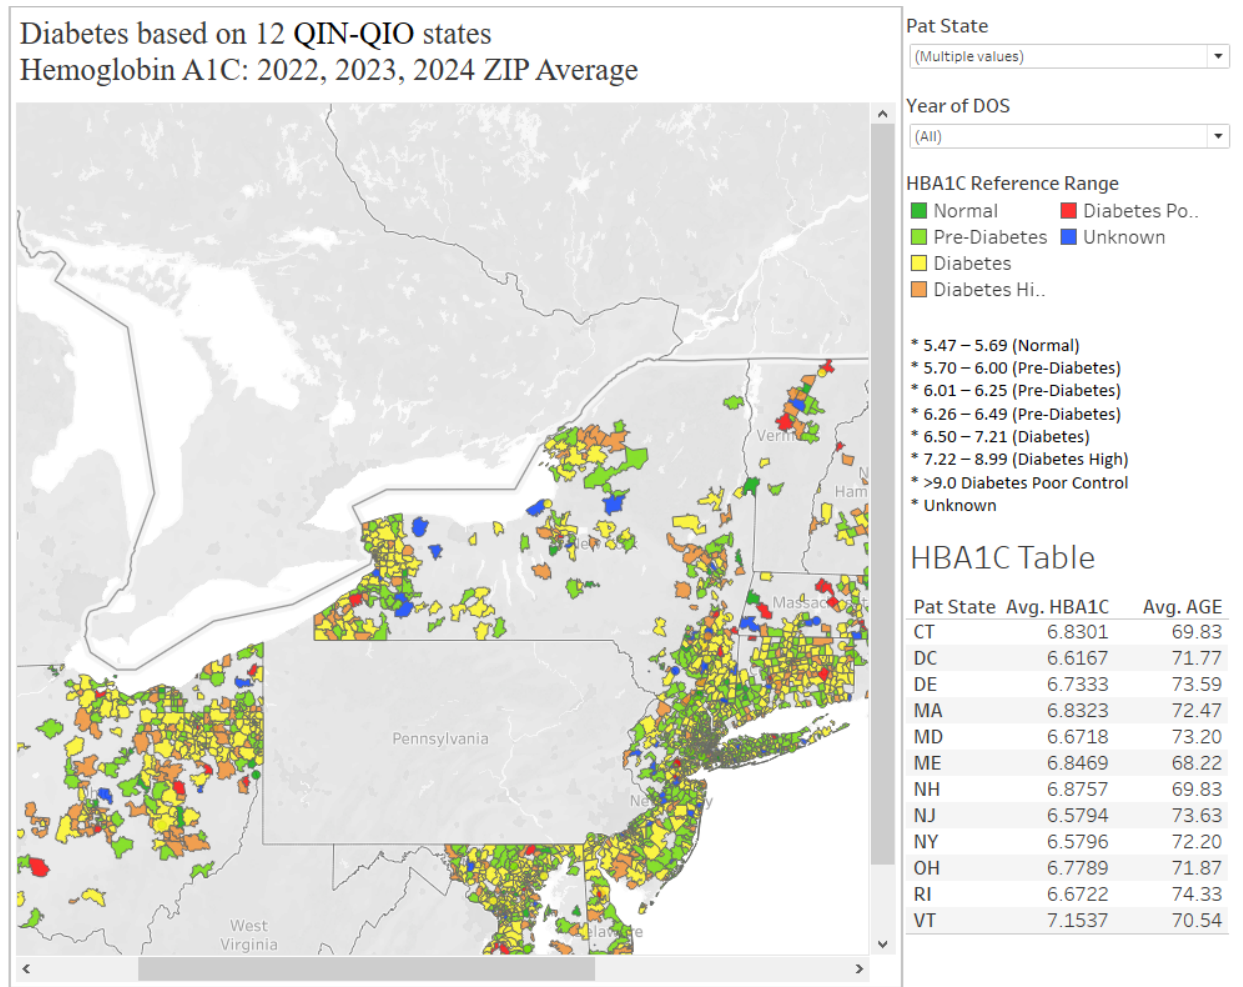 Diabetes based on 12 QIN-QIO states
Hemoglobin A1C: 2022, 2023, 2024 ZIP Average
Pat State
(Multiple values)
Year of DOS
(All)
HBA1C Reference Range
Normal
Diabetes Po..
Pre-Diabetes
Unknown
Diabetes
Diabetes Hi..
* 5.47 – 5.69 (Normal)
* 5.70 – 6.00 (Pre-Diabetes)
* 6.01 – 6.25 (Pre-Diabetes)
* 6.26 – 6.49 (Pre-Diabetes)
* 6.50 – 7.21 (Diabetes)
* 7.22 – 8.99 (Diabetes High)
* >9.0 Diabetes Poor Control
* Unknown
HBA1C Table
Pat State Avg. HBA1C Avg. AGE
CT 6.8301 69.83
DC 6.6167 71.77
DE 6.7333 73.59
MA 6.8323 72.47
MD 6.6718 73.20
ME 6.8469 68.22
NH 6.8757 69.83
NJ 6.5794 73.63
NY 6.5796 72.20
OH 6.7789 71.87
RI 6.6722 74.33
VT 7.1537 70.54
Pennsylvania
West
Virginia